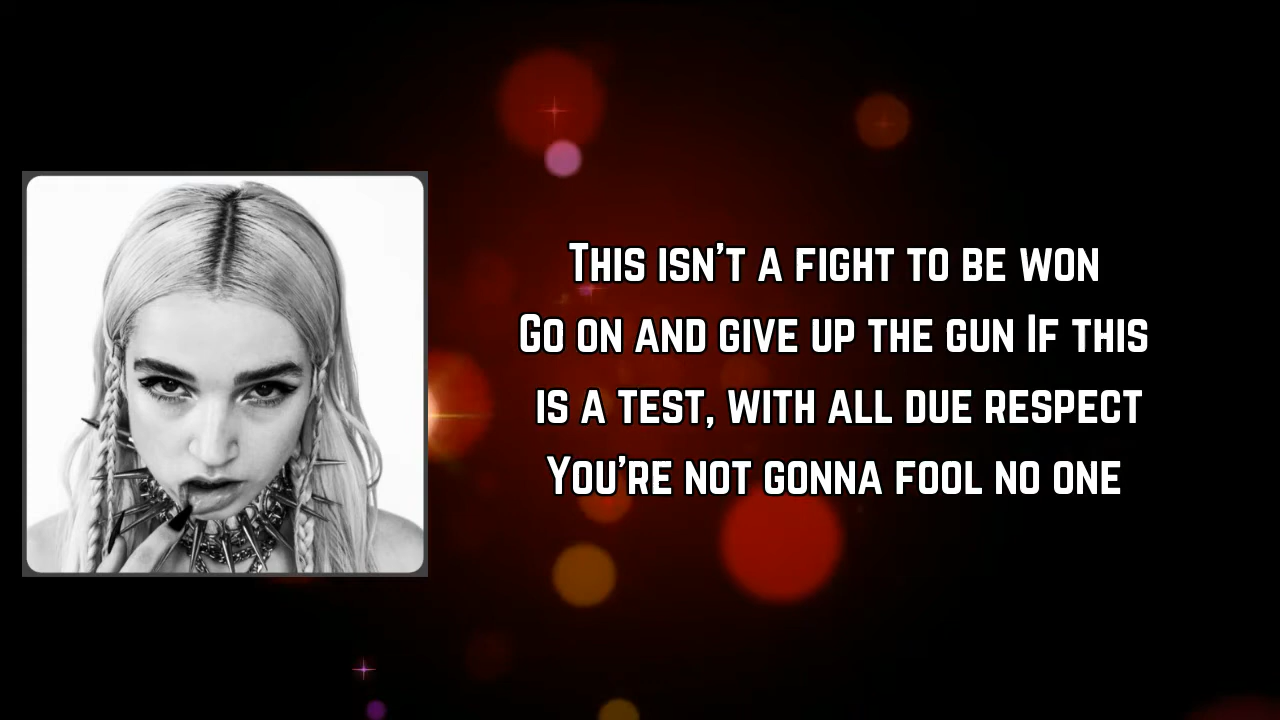 This isn't a fight to be won
Go on and give up the gun If this
is a test, with all due respect
You're not gonna fool no one